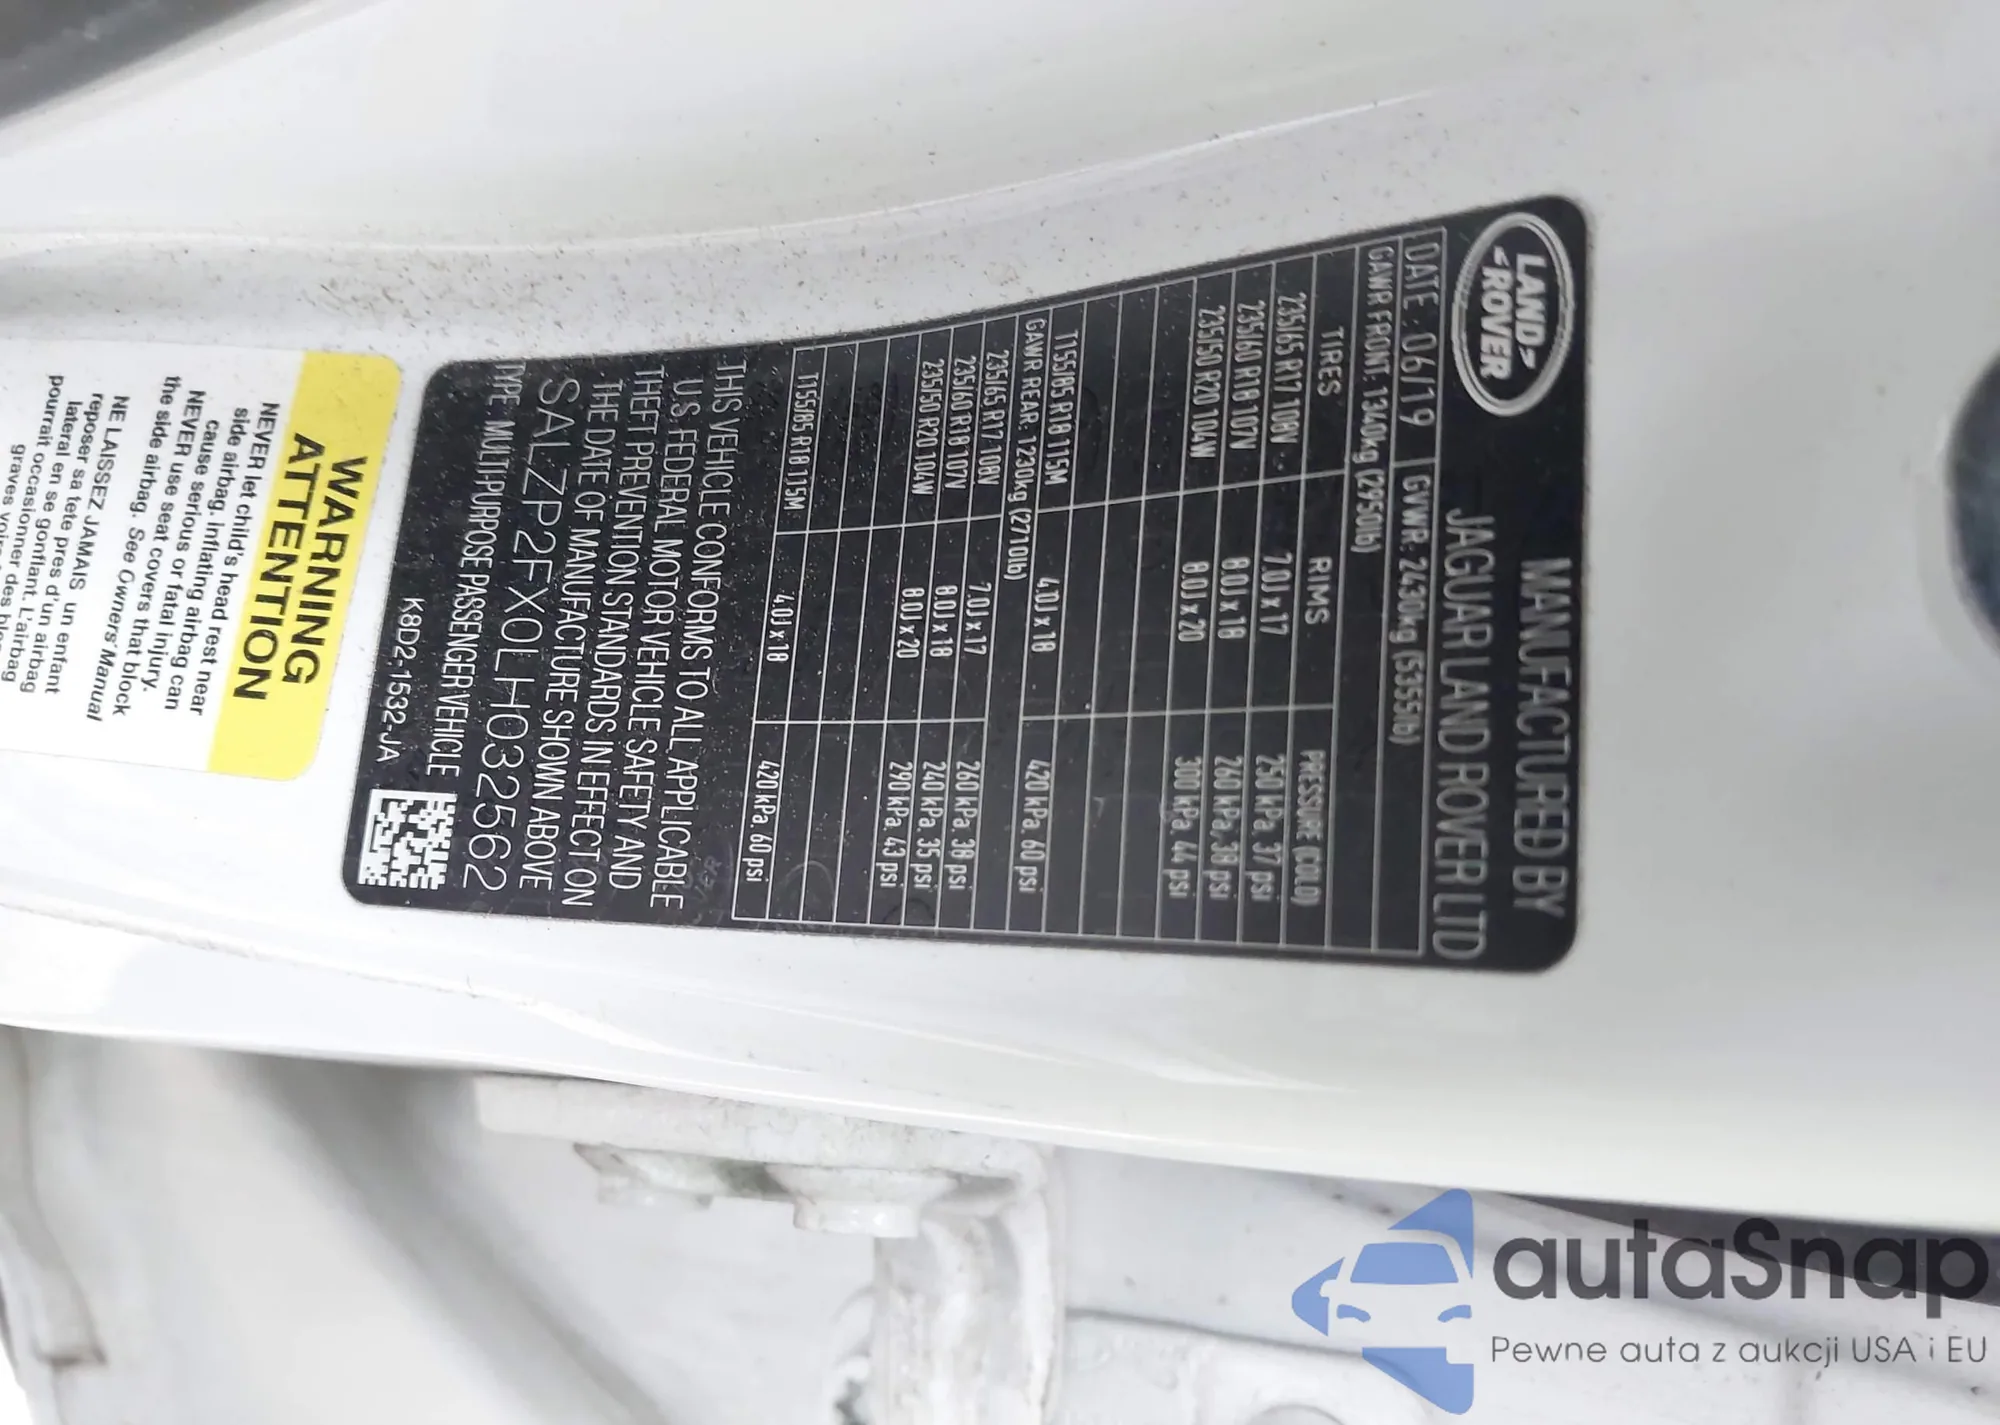 LAND
ROVER
MANUFACTURED BY
JAGUAR LAND ROVER LTD
DATE: 06/19 GVWR: 2430kg (5355lb)
GAWR FRONT: 1340kg (2950lb)
TIRES RIMS PRESSURE (COLD)
235/65 R17 108V 7.0J x 17 250 kPa, 37 psi
235/60 R18 107V 8.0J x 18 260 kPa, 38 psi
235/50 R20 104W 8.0J x 20 300 kPa, 44 psi
T155/85 R18 115M 4.0J x 18 420 kPa, 60 psi
GAWR REAR: 1230kg (2710lb)
235/65 R17 108V 7.0J x 17 260 kPa, 38 psi
235/60 R18 107V 8.0J x 18 240 kPa, 35 psi
235/50 R20 104W 8.0J x 20 290 kPa, 43 psi
T155/85 R18 115M 4.0J x 18 420 kPa, 60 psi
THIS VEHICLE CONFORMS TO ALL APPLICABLE
U.S. FEDERAL MOTOR VEHICLE SAFETY AND
THEFT PREVENTION STANDARDS IN EFFECT ON
THE DATE OF MANUFACTURE SHOWN ABOVE
SALZP2FX0LH032562
TYPE: MULTI-PURPOSE PASSENGER VEHICLE
K8D2-1532-JA
WARNING
ATTENTION
NEVER let child's head rest near
side airbag. inflating airbag can
cause serious or fatal injury.
NEVER use seat covers that block
the side airbag. See Owners' Manual
NE LAISSEZ JAMAIS un enfant
reposer sa tete pres d'un airbag
lateral en se gonflant. L'airbag
pourrait occasionner des
graves voire
autaSnap
Pewne auta z aukcji USA i EU